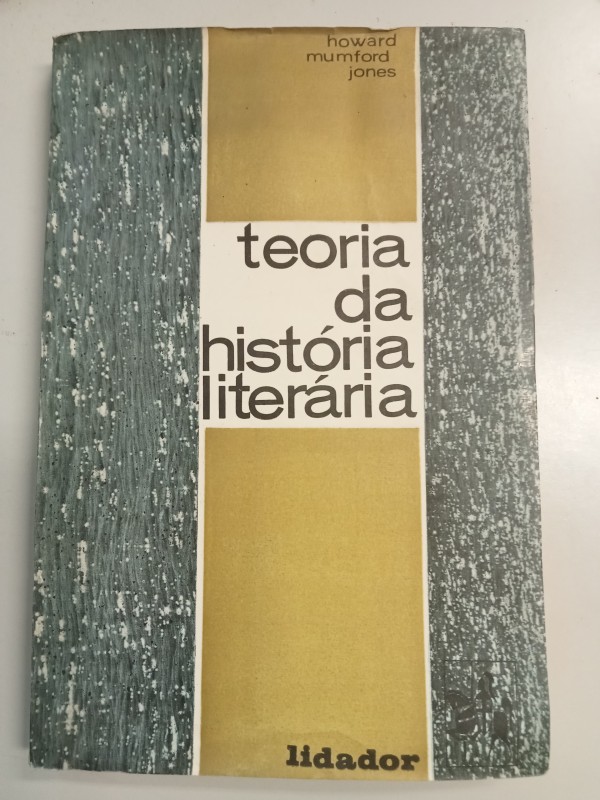 howard
mumford
jones
teoria
da
história
literária
lidador